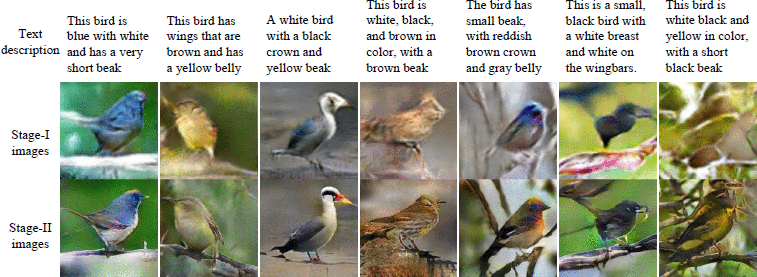 Text description
This bird is blue with white and has a very short beak
This bird has wings that are brown and has a yellow belly
A white bird with a black crown and yellow beak
This bird is white, black, and brown in color, with a brown beak
The bird has small beak, with reddish brown crown and gray belly
This is a small, black bird with a white breast and white on the wingbars.
This bird is white black and yellow in color, with a short black beak
Stage-I images
Stage-II images